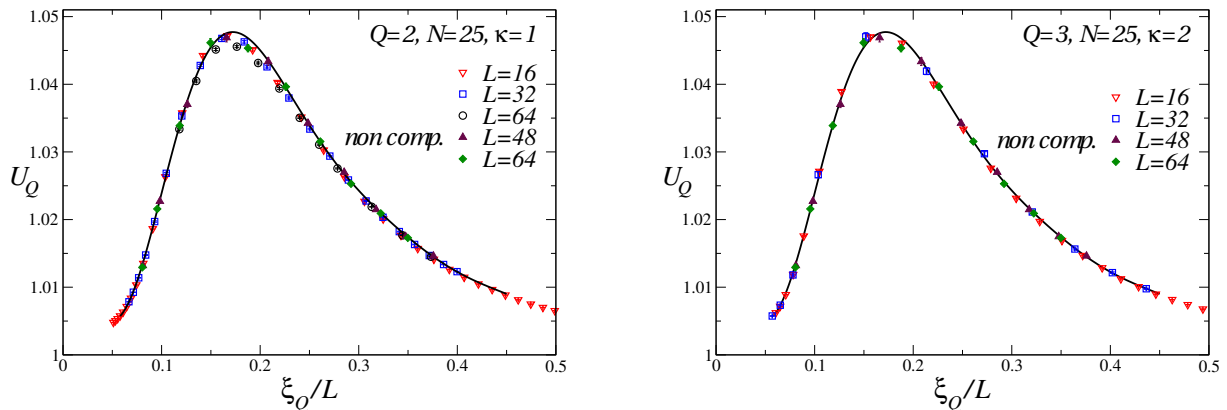 Q=2, N=25, κ=1
L=16
L=32
L=64
non comp.
L=48
L=64
U_Q
1.05
1.04
1.03
1.02
1.01
1
0
0.1
0.2
0.3
0.4
0.5
ξ_O/L
Q=3, N=25, κ=2
L=16
L=32
non comp.
L=48
L=64
U_Q
1.05
1.04
1.03
1.02
1.01
1
0
0.1
0.2
0.3
0.4
0.5
ξ_O/L